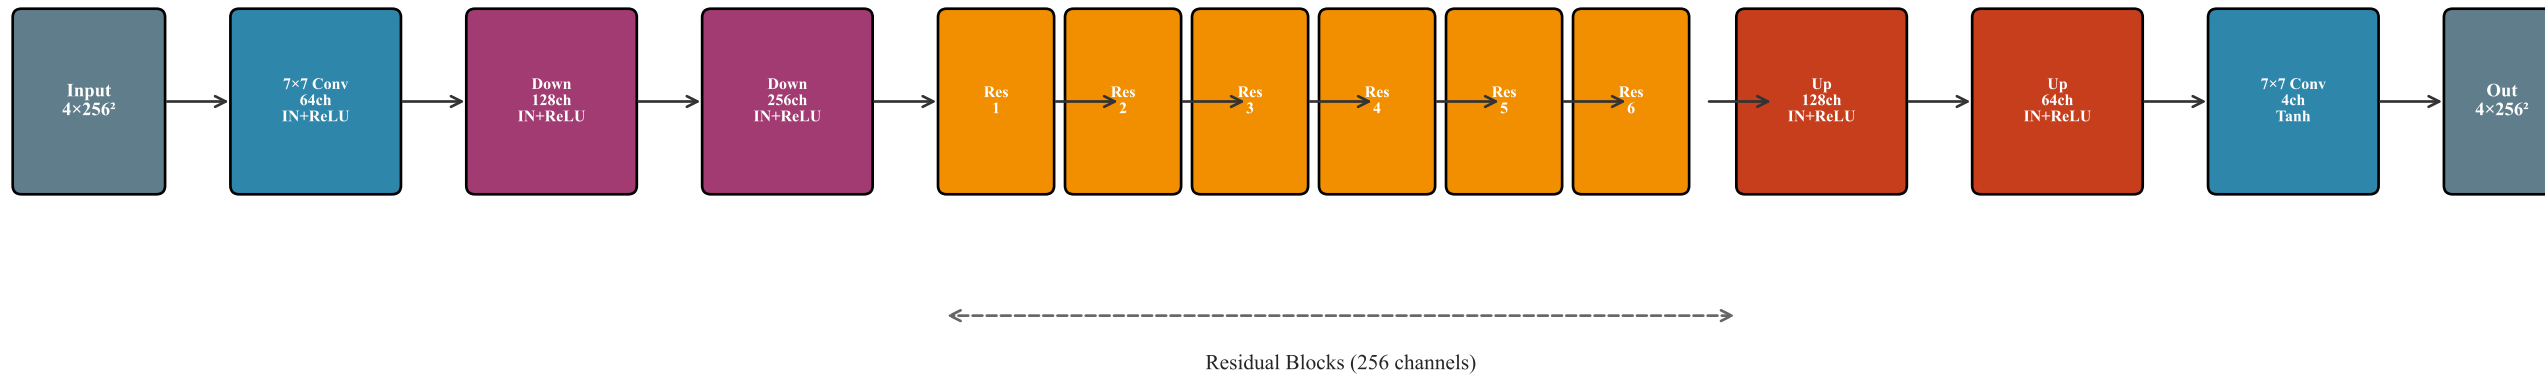 Input
4×256²
7×7 Conv
64ch
IN+ReLU
Down
128ch
IN+ReLU
Down
256ch
IN+ReLU
Res
1
Res
2
Res
3
Res
4
Res
5
Res
6
Up
128ch
IN+ReLU
Up
64ch
IN+ReLU
7×7 Conv
4ch
Tanh
Out
4×256²
Residual Blocks (256 channels)